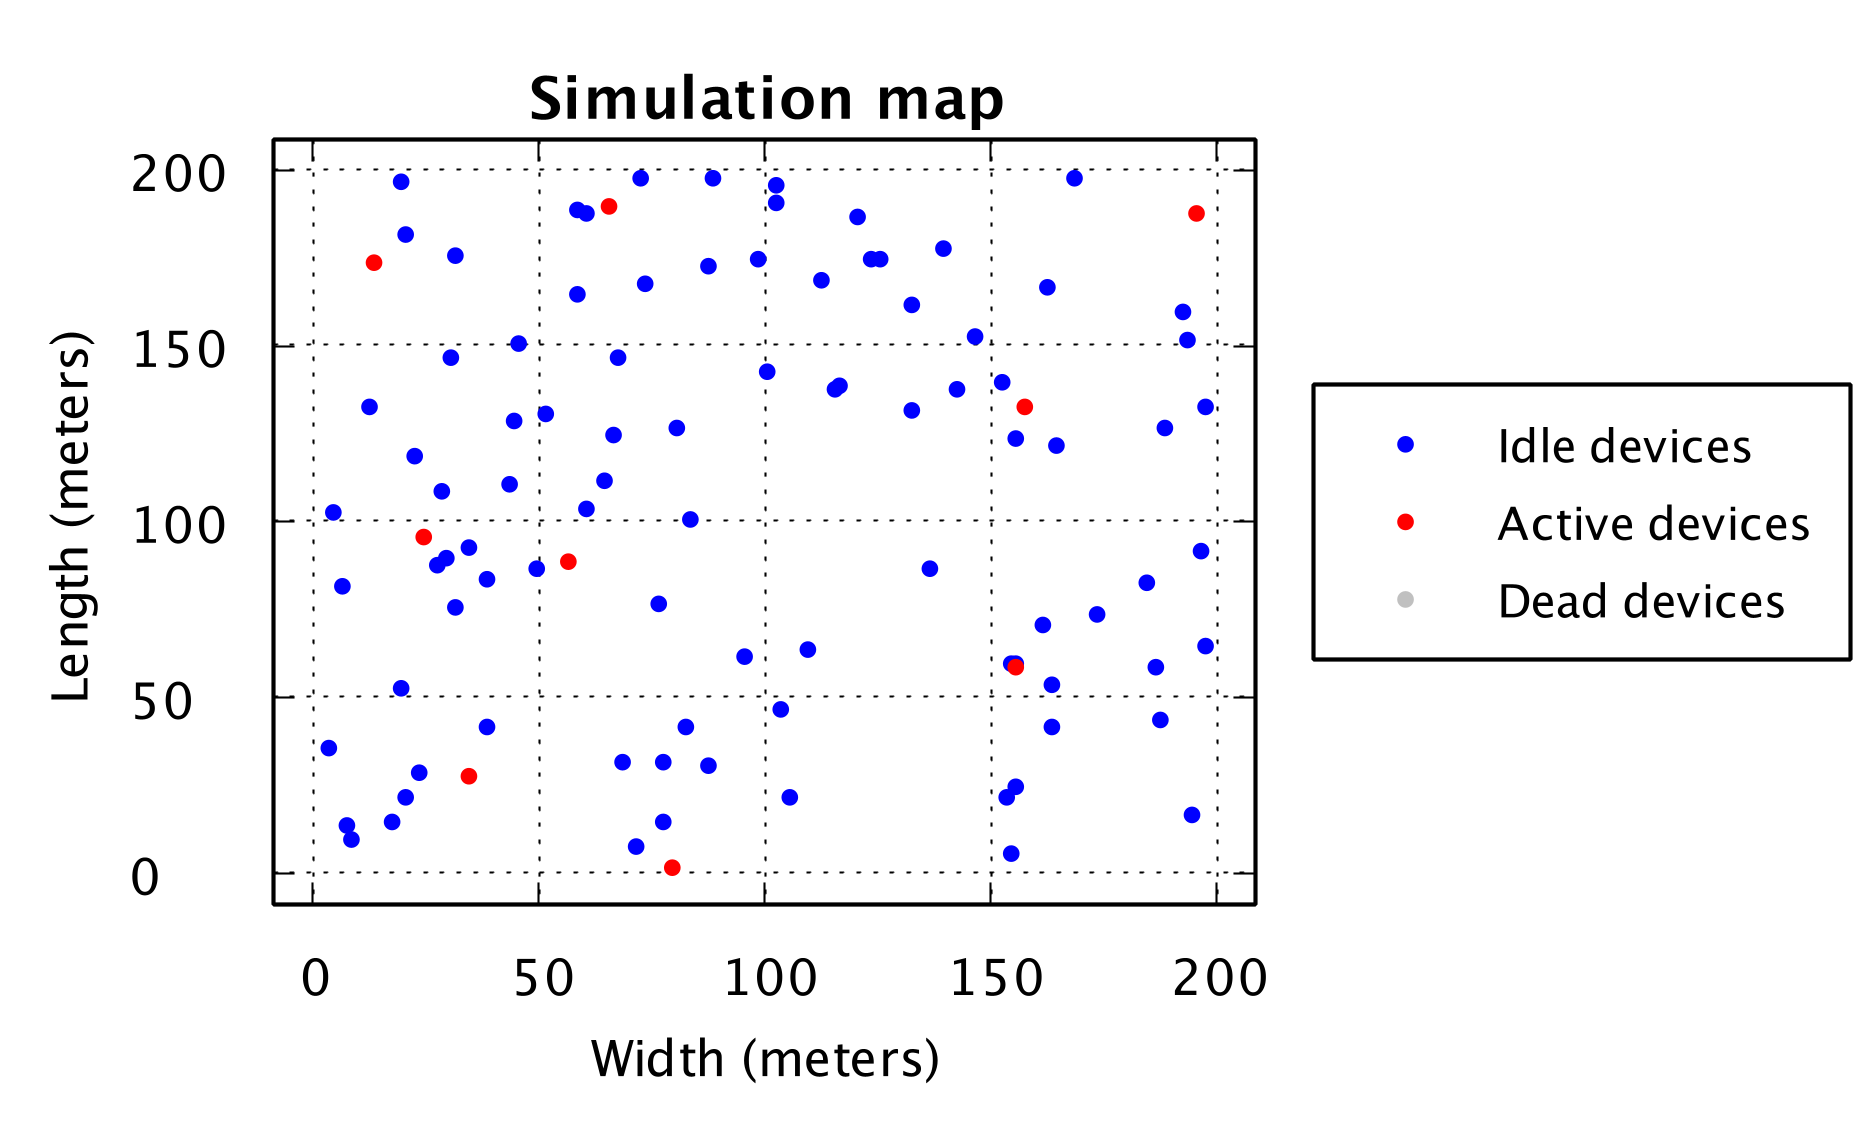 Simulation map
200
150
100
50
0
Length (meters)
0 50 100 150 200
Width (meters)
Idle devices
Active devices
Dead devices